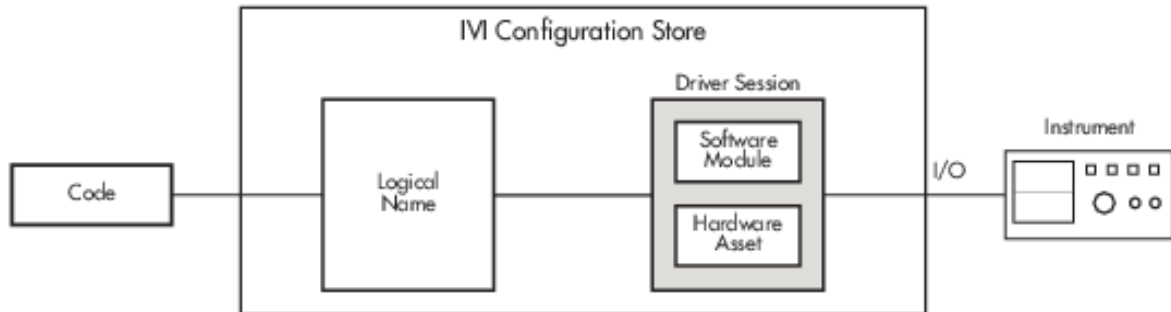 IVI Configuration Store
Driver Session
Software
Module
Instrument
I/O
Code
Logical
Name
Hardware
Asset